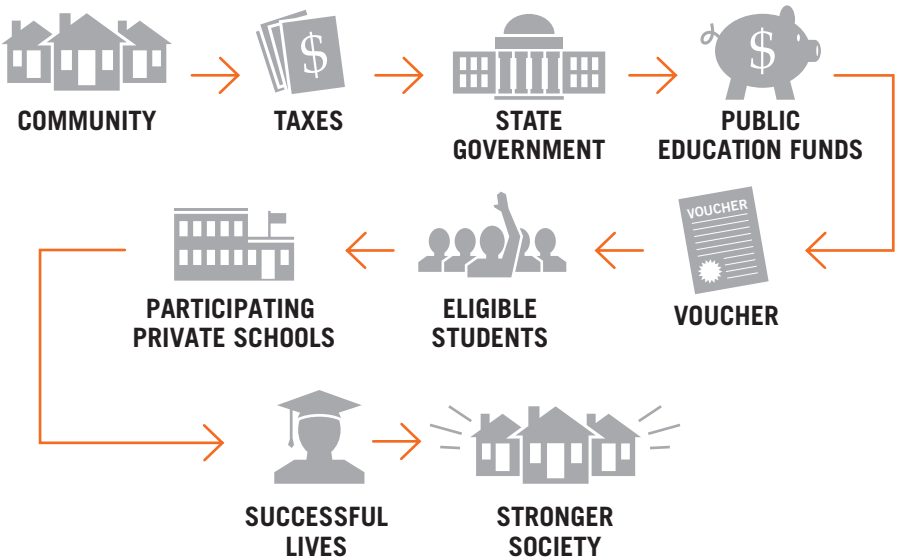 $
$
COMMUNITY
TAXES
STATE
GOVERNMENT
PUBLIC
EDUCATION FUNDS
VOUCHER
PARTICIPATING
PRIVATE SCHOOLS
ELIGIBLE
STUDENTS
VOUCHER
SUCCESSFUL
LIVES
STRONGER
SOCIETY